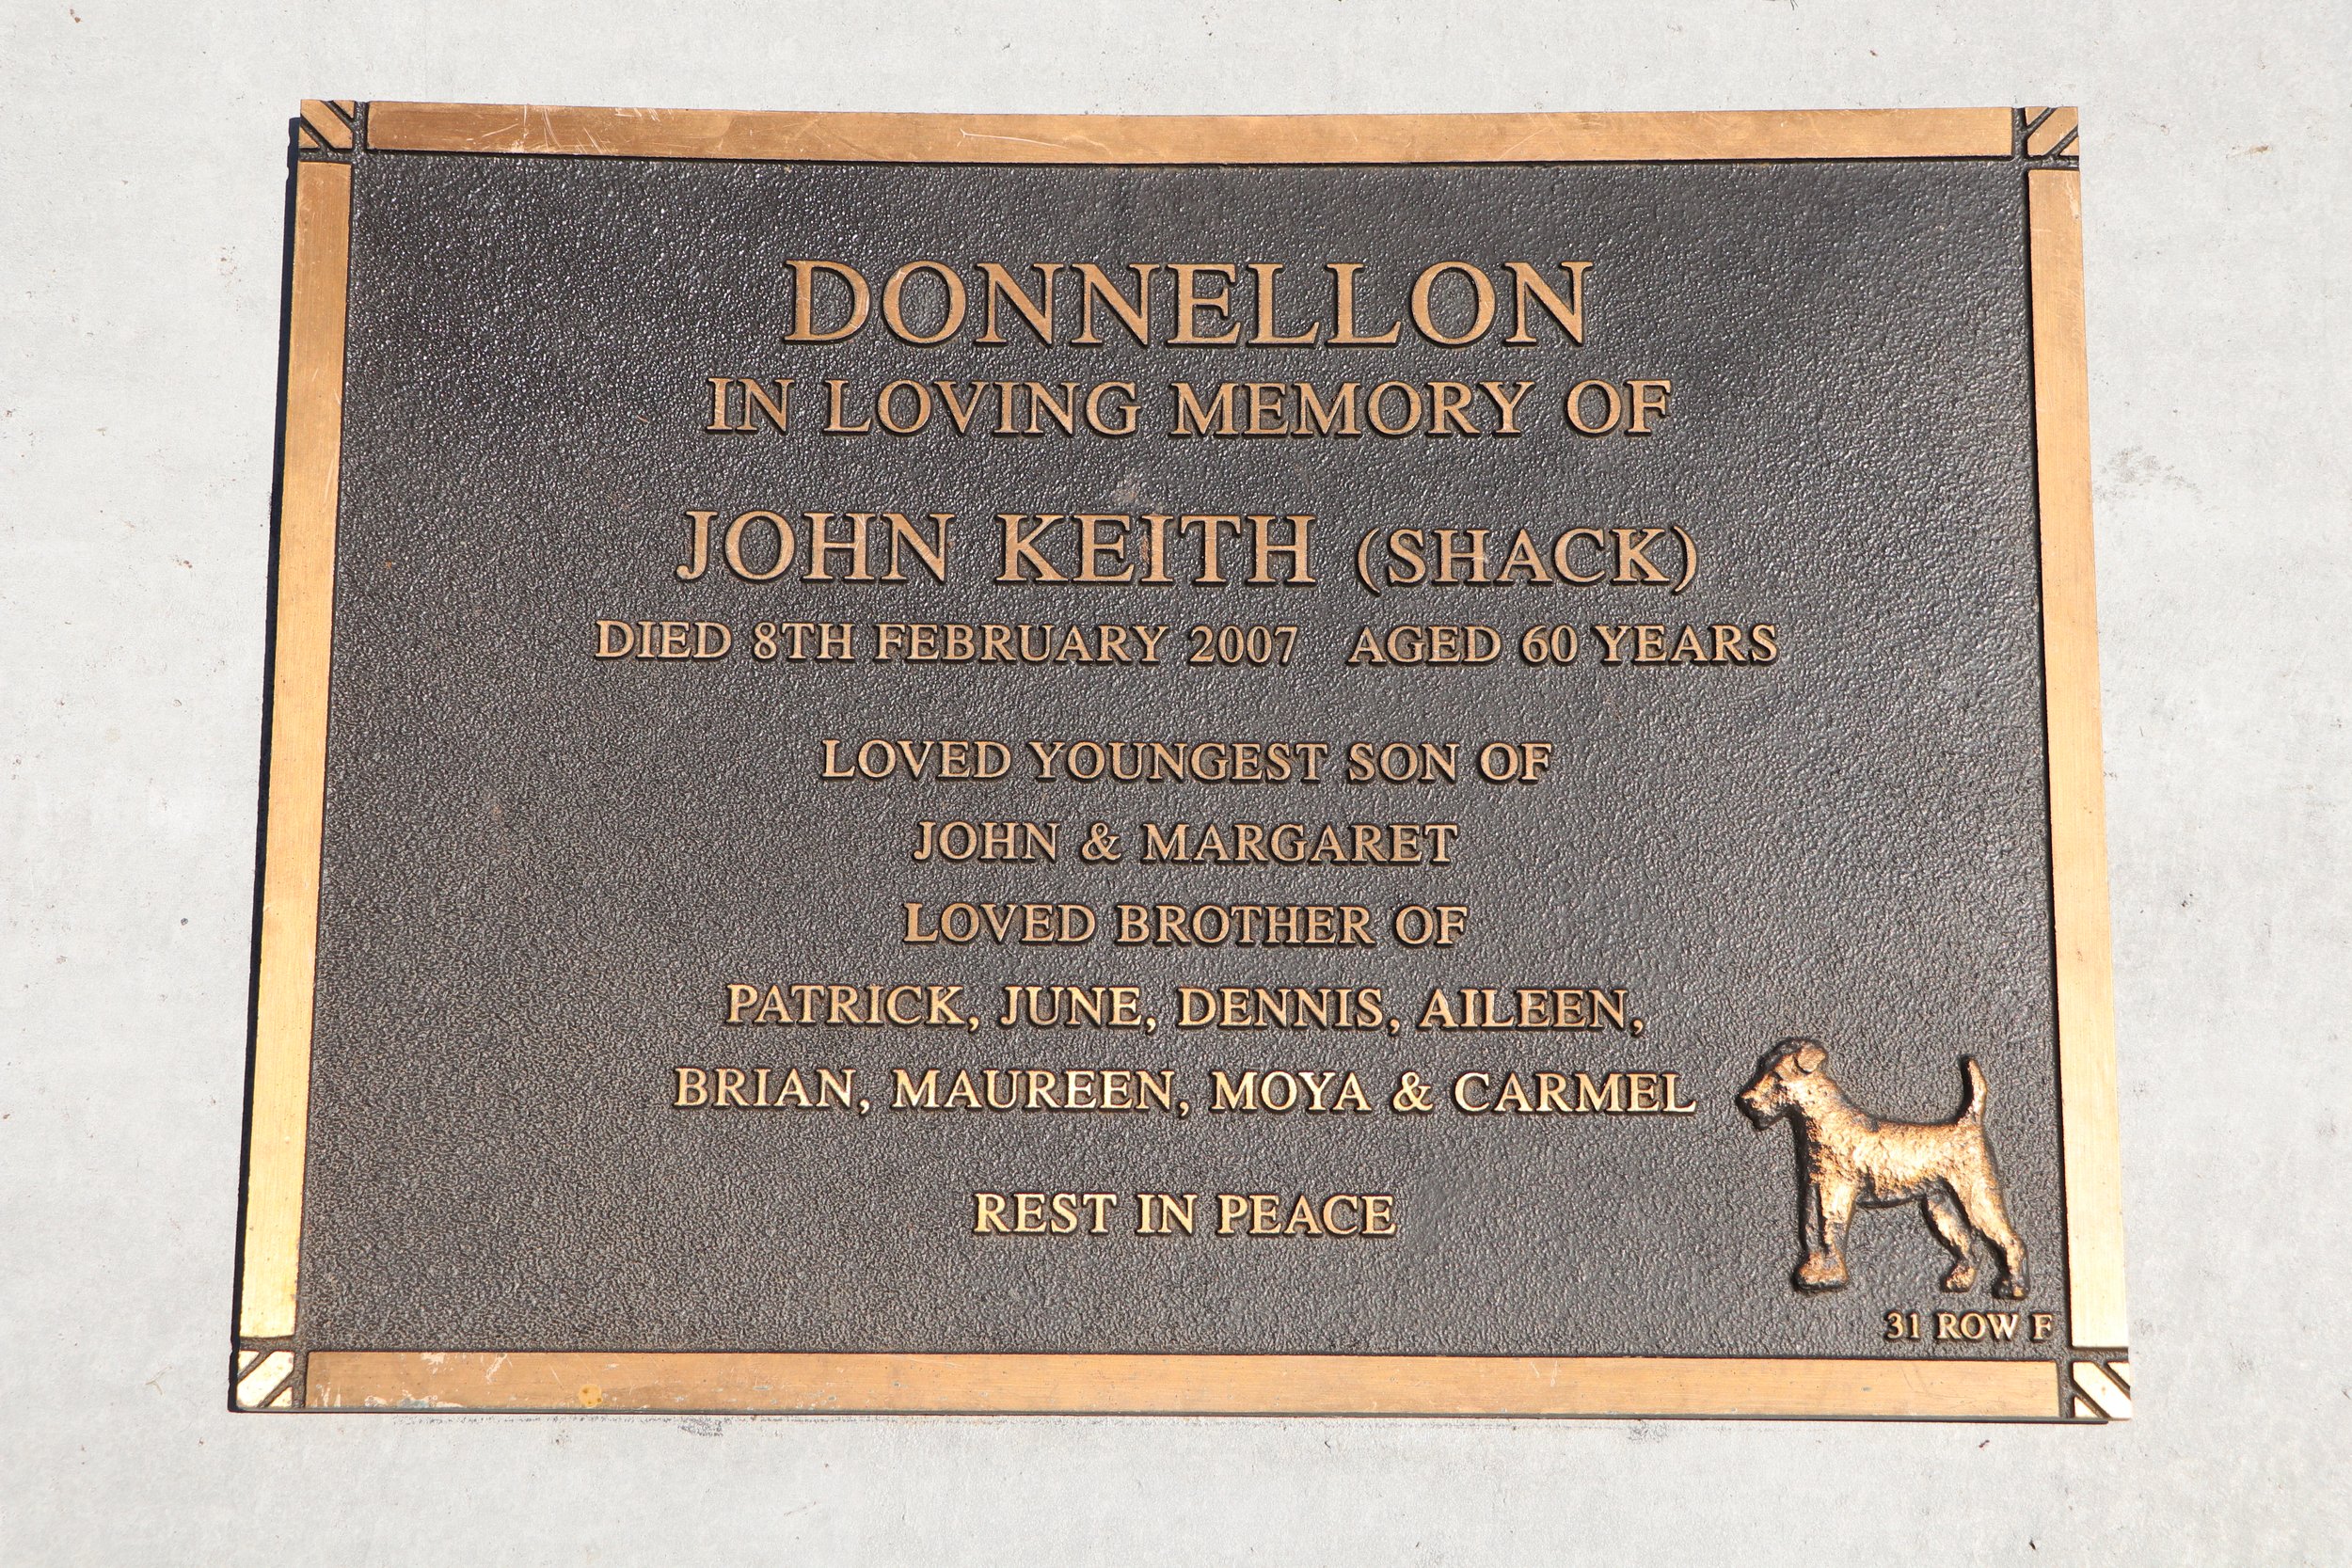 DONNELLON
IN LOVING MEMORY OF
JOHN KEITH (SHACK)
DIED 8TH FEBRUARY 2007 AGED 60 YEARS
LOVED YOUNGEST SON OF
JOHN & MARGARET
LOVED BROTHER OF
PATRICK, JUNE, DENNIS, AILEEN,
BRIAN, MAUREEN, MOYA & CARMEL
REST IN PEACE
31 ROW F